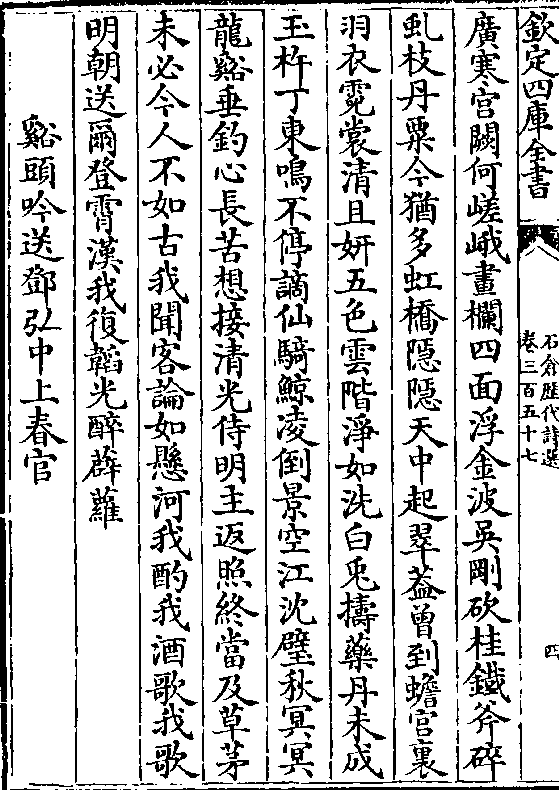 欽定四庫全書
石倉歷代詩選
卷三百五十七
四
廣寒宫闕何嵯峨畫欄四面浮金波吳剛砍桂鐵斧碎
虬枝丹粟今猶多虹橋隠隠天中起翠葢曾到蟾宫裏
羽衣霓裳清且妍五色雲階淨如洗白兎擣藥丹未成
玉杵丁東鳴不停謫仙騎鯨凌倒景空江沈璧秋冥冥
龍谿垂釣心長苦想接清光侍明主返照終當及草茅
未必今人不如古我聞客論如懸河我酌我酒歌我歌
明朝送爾登霄漢我復韜光醉薜蘿
谿頭吟送鄧弘中上春官